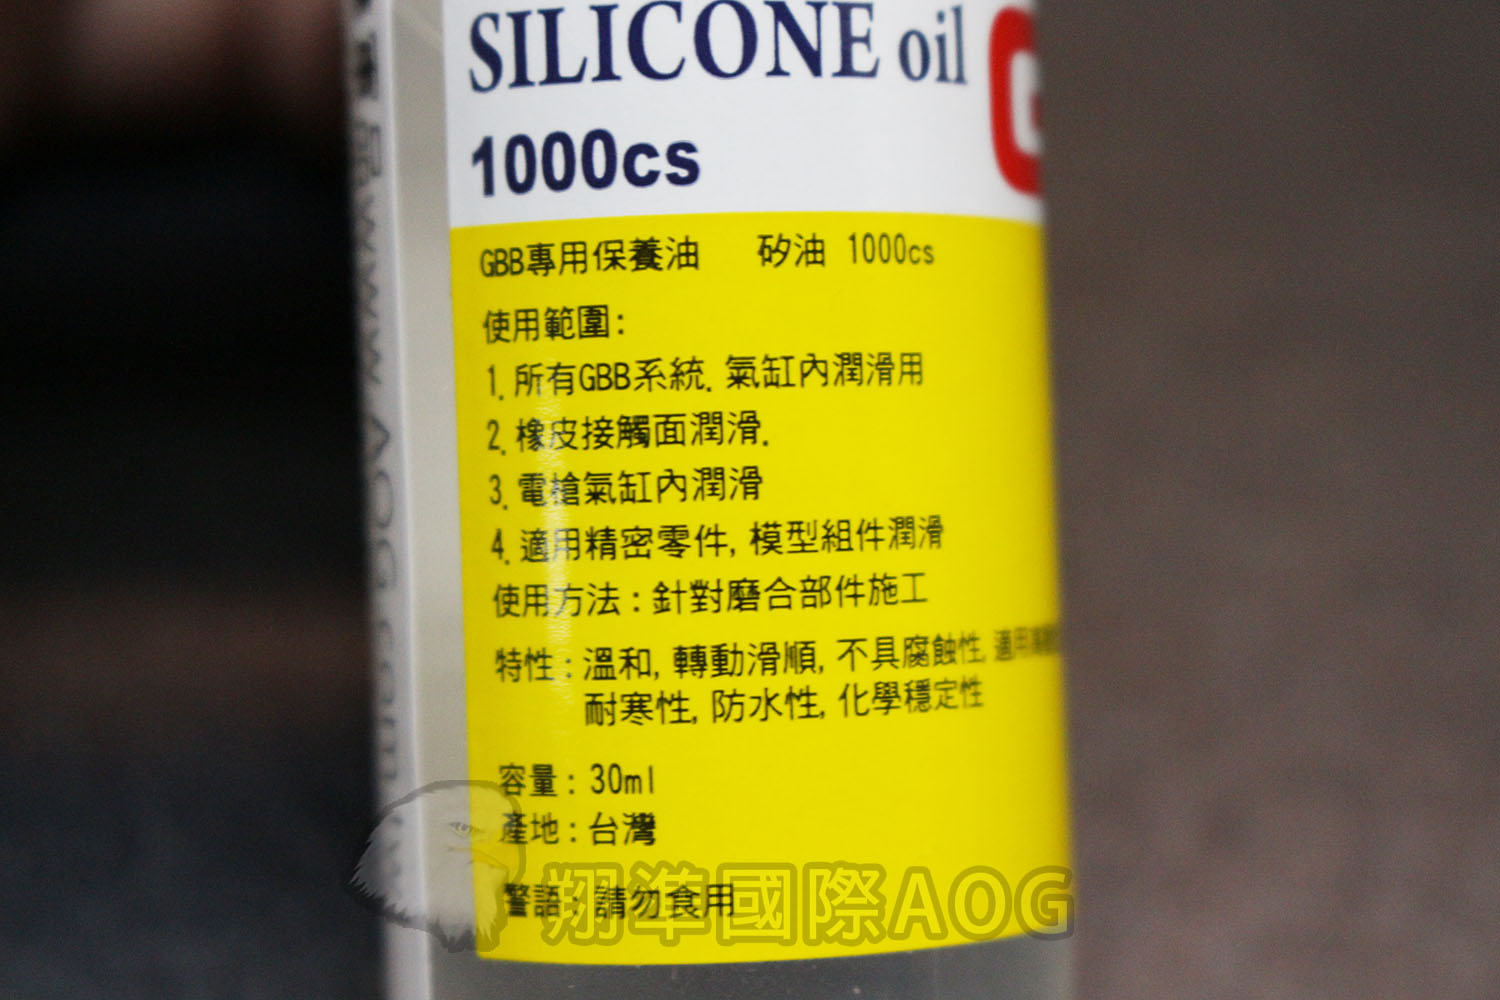 SILICONE oil
1000cs
GBB專用保養油 矽油 1000cs
使用範圍:
1.所有GBB系統.氣缸內潤滑用
2.橡皮接觸面潤滑.
3.電槍氣缸內潤滑
4.適用精密零件,模型組件潤滑
使用方法:針對磨合部件施工
特性:溫和,轉動滑順,不具腐蝕性,適用
耐寒性,防水性,化學穩定性
容量:30ml
產地:台灣
警語:請勿食用
翔準國際AOG